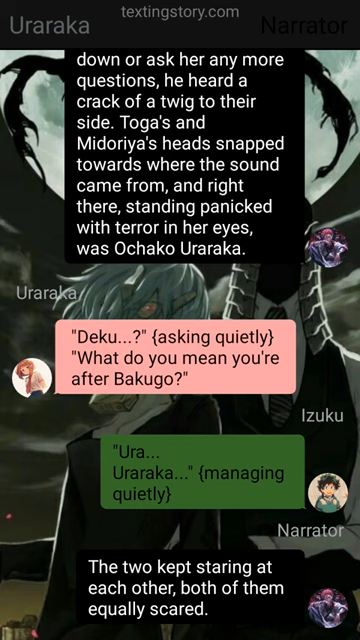 textingstory.com
Uraraka Narrator
down or ask her any more
questions, he heard a
crack of a twig to their
side. Toga's and
Midoriya's heads snapped
towards where the sound
came from, and right
there, standing panicked
with terror in her eyes,
was Ochako Uraraka.
Uraraka
"Deku...?" {asking quietly}
"What do you mean you're
after Bakugo?"
Izuku
"Ura...
Uraraka..." {managing
quietly}
Narrator
The two kept staring at
each other, both of them
equally scared.